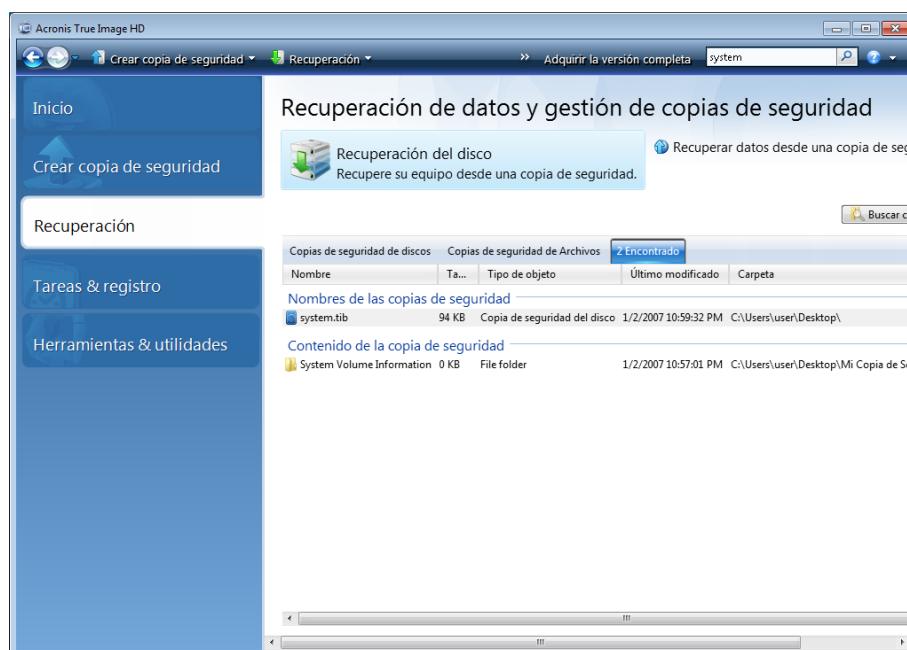 Acronis True Image HD
Crear copia de seguridad
Recuperación
Adquirir la versión completa
system
Inicio
Crear copia de seguridad
Recuperación
Tareas & registro
Herramientas & utilidades
Recuperación de datos y gestión de copias de seguridad
Recuperación del disco
Recupere su equipo desde una copia de seguridad.
Recuperar datos desde una copia de seg
Buscar c
Copias de seguridad de discos Copias de seguridad de Archivos 2 Encontrado
Nombre Ta... Tipo de objeto Último modificado Carpeta
Nombres de las copias de seguridad
system.tib 94 KB Copia de seguridad del disco 1/2/2007 10:59:32 PM C:\Users\user\Desktop\
Contenido de la copia de seguridad
System Volume Information 0 KB File folder 1/2/2007 10:57:01 PM C:\Users\user\Desktop\Mi Copia de S